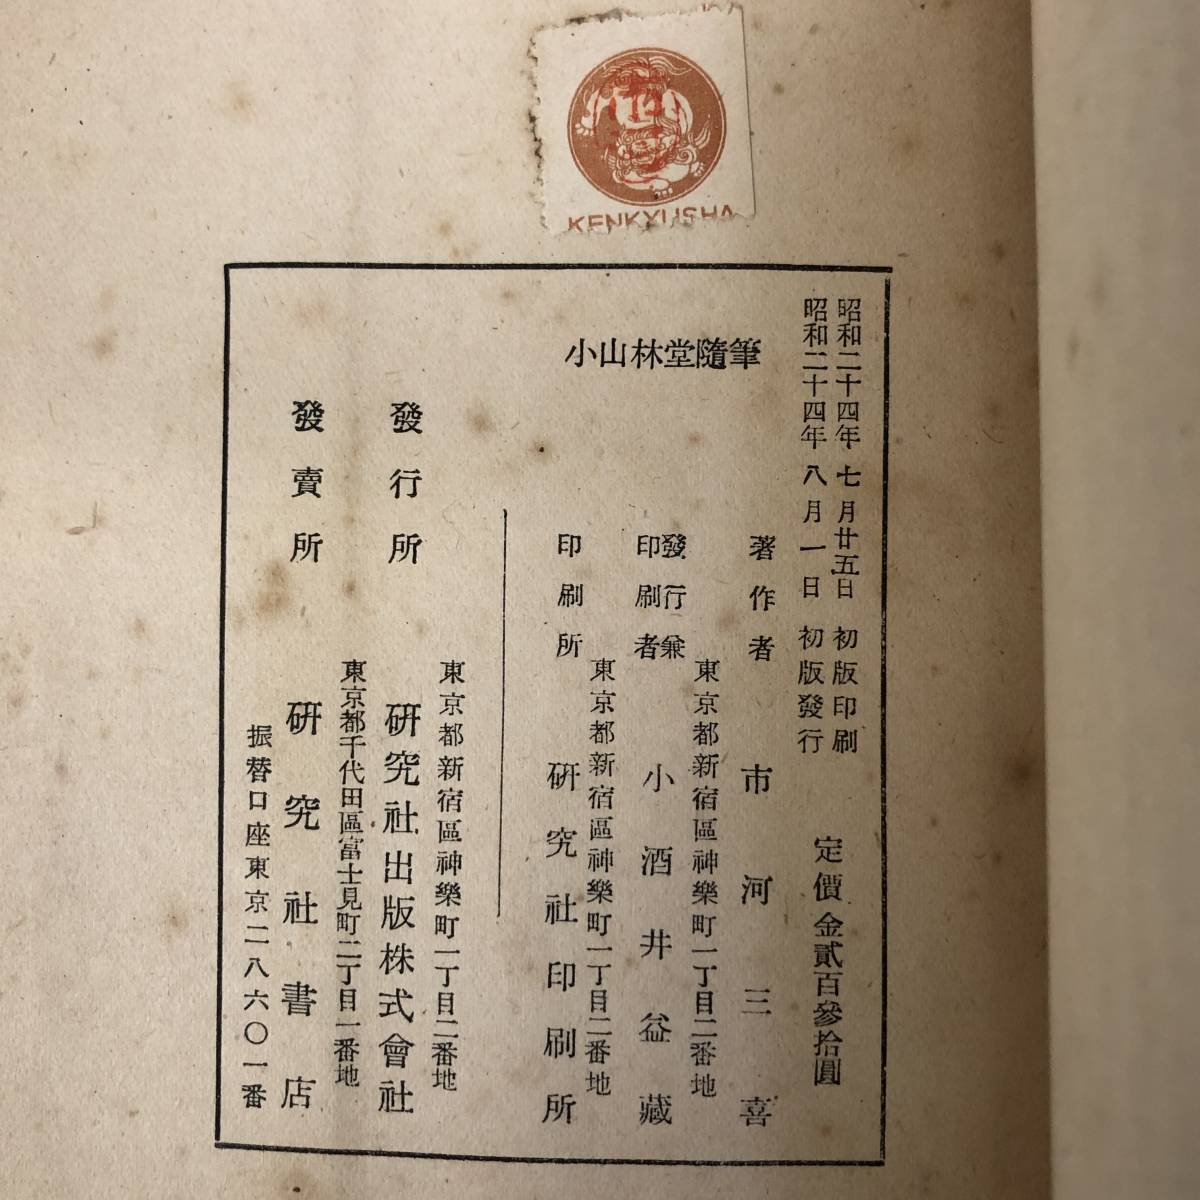 KENKYUSHA
昭和二十四年七月廿五日 初版印刷
昭和二十四年八月一日 初版發行
定價金貳百參拾圓
小山林堂隨筆
著作者 市河三喜
東京都新宿區神樂町一丁目二番地
發行兼
印刷者 小酒井益藏
東京都新宿區神樂町一丁目二番地
印刷所 硏究社印刷所
東京都新宿區神樂町一丁目二番地
發行所 硏究社出版株式會社
東京都千代田區富士見町二丁目一番地
發賣所 硏究社書店
振替口座東京二八六〇一番